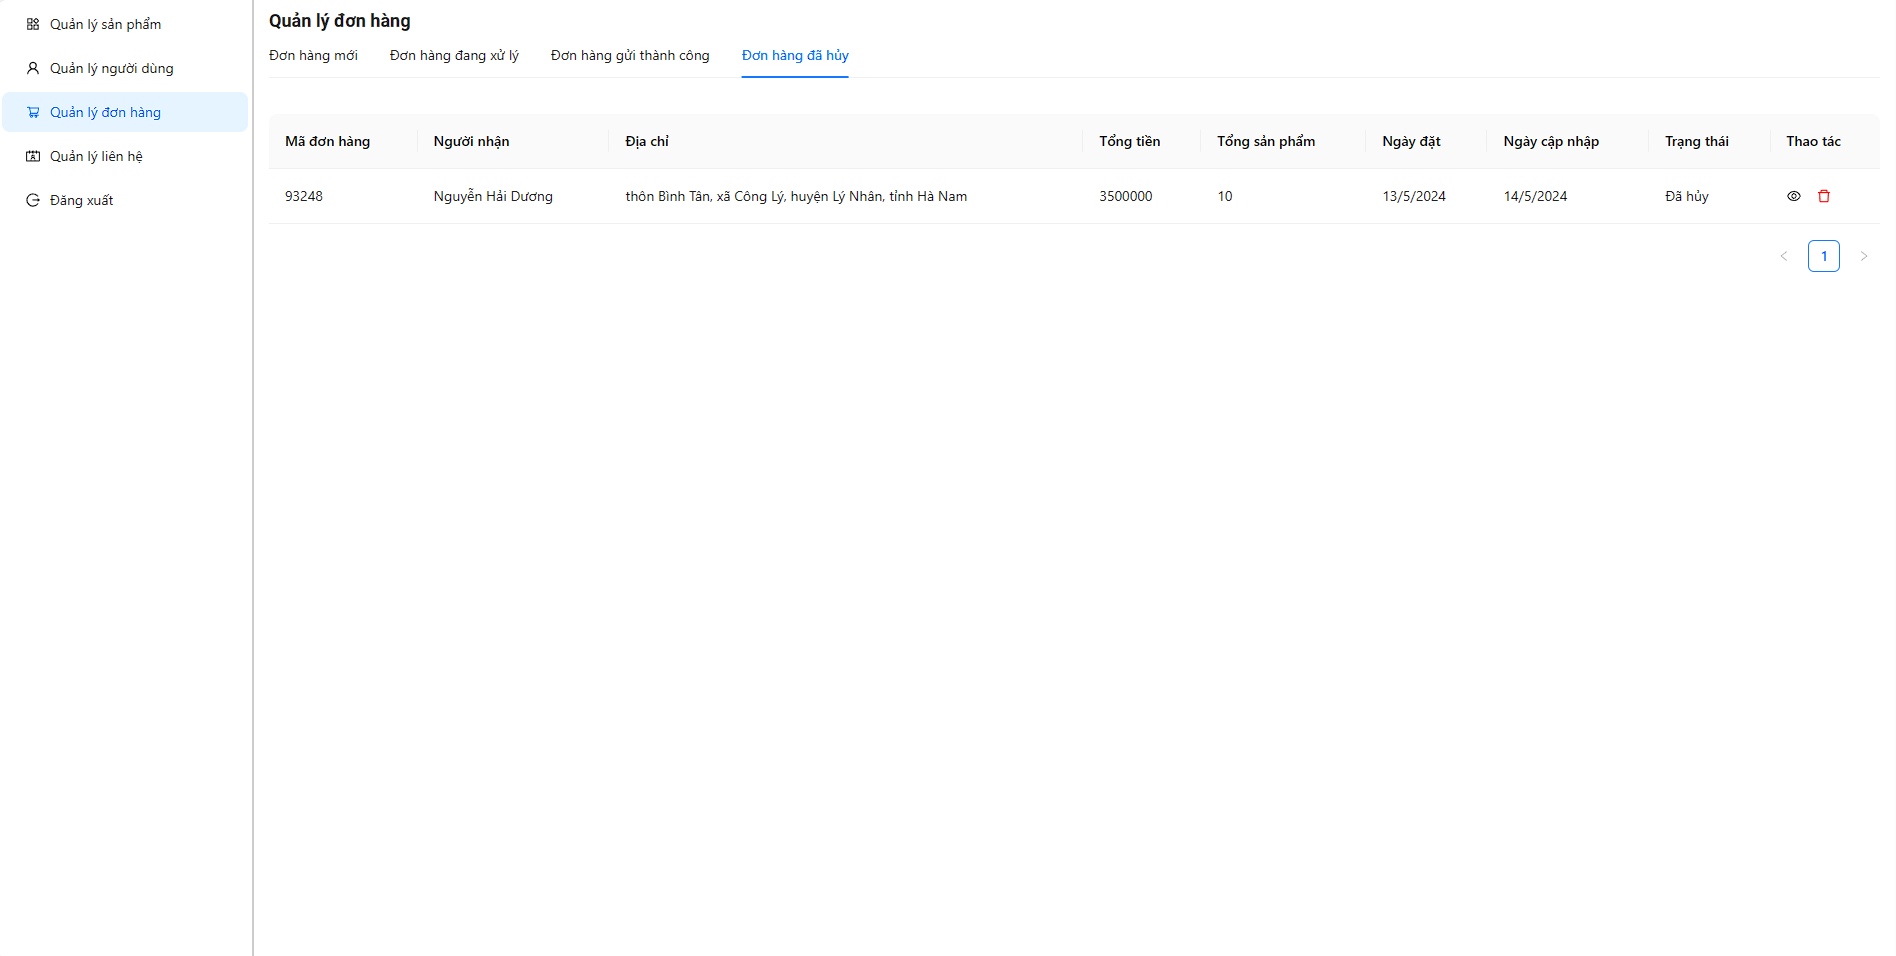 Quản lý sản phẩm
Quản lý người dùng
Quản lý đơn hàng
Quản lý liên hệ
Đăng xuất
Quản lý đơn hàng
Đơn hàng mới Đơn hàng đang xử lý Đơn hàng gửi thành công Đơn hàng đã hủy
Mã đơn hàng Người nhận Địa chỉ Tổng tiền Tổng sản phẩm Ngày đặt Ngày cập nhập Trạng thái Thao tác
93248 Nguyễn Hải Dương thôn Bình Tân, xã Công Lý, huyện Lý Nhân, tỉnh Hà Nam 3500000 10 13/5/2024 14/5/2024 Đã hủy
1